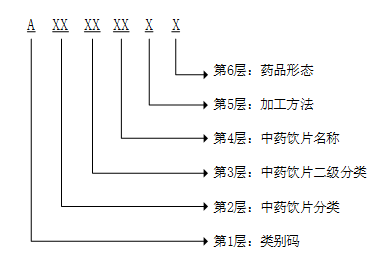 A XX XX XX X X
第6层：药品形态
第5层：加工方法
第4层：中药饮片名称
第3层：中药饮片二级分类
第2层：中药饮片分类
第1层：类别码